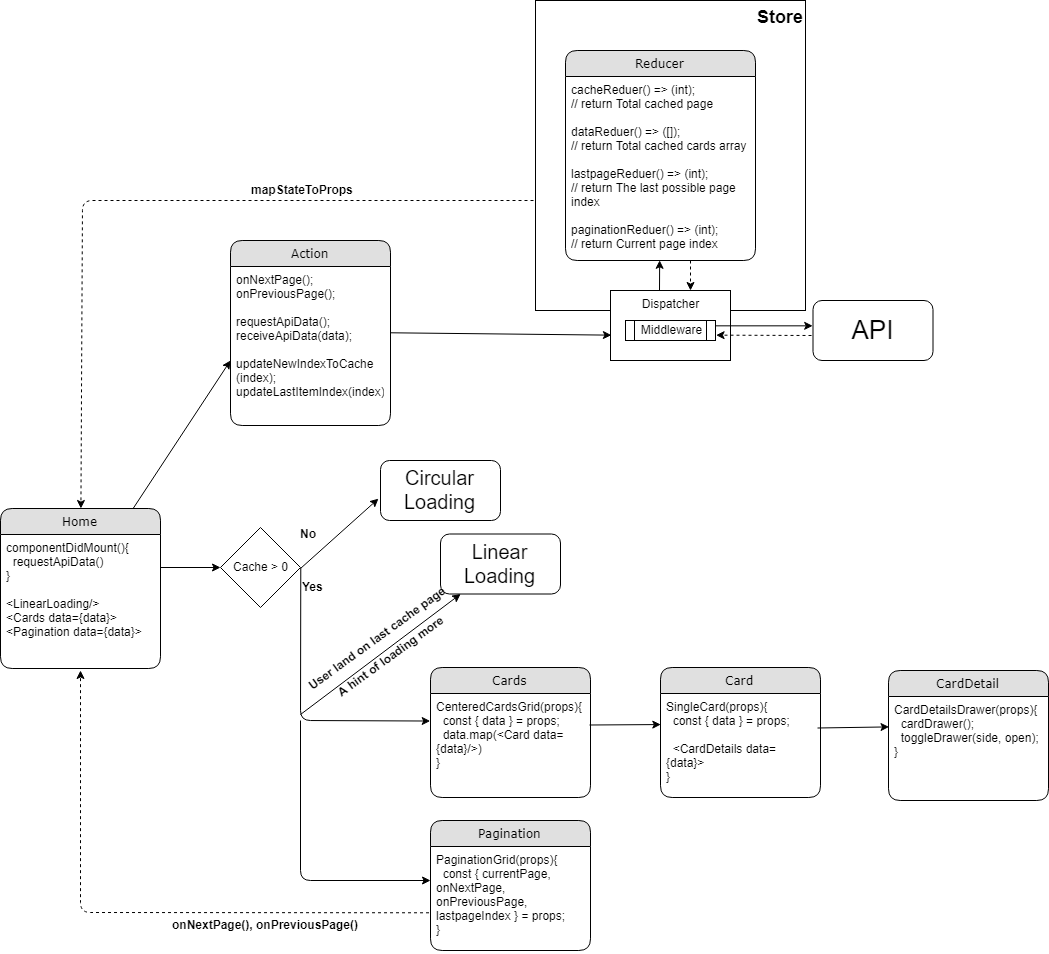 Store
Reducer
cacheReduer() => (int);
// return Total cached page
dataReduer() => ([]);
// return Total cached cards array
lastpageReduer() => (int);
// return The last possible page
index
paginationReduer() => (int);
// return Current page index
mapStateToProps
Action
onNextPage();
onPreviousPage();
requestApiData();
receiveApiData(data);
updateNewIndexToCache
(index);
updateLastItemIndex(index)
Dispatcher
Middleware
API
Circular
Loading
Home
componentDidMount(){
requestApiData()
}
<LinearLoading/>
<Cards data={data}>
<Pagination data={data}>
Cache > 0
No
Yes
Linear
Loading
User land on last cache page
A hint of loading more
Cards
CenteredCardsGrid(props){
const { data } = props;
data.map(<Card data=
{data}/>)
}
Card
SingleCard(props){
const { data } = props;
<CardDetails data=
{data}>
}
CardDetail
CardDetailsDrawer(props){
cardDrawer();
toggleDrawer(side, open);
}
Pagination
PaginationGrid(props){
const { currentPage,
onNextPage,
onPreviousPage,
lastpageIndex } = props;
}
onNextPage(), onPreviousPage()